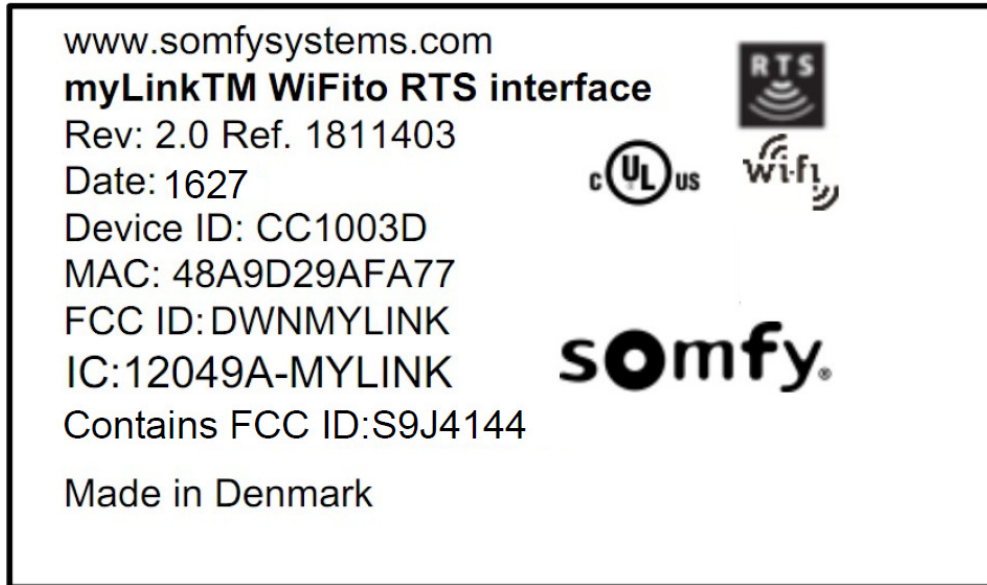 www.somfysystems.com
myLinkTM WiFito RTS interface
Rev: 2.0 Ref. 1811403
Date: 1627
Device ID: CC1003D
MAC: 48A9D29AFA77
FCC ID:DWNMYLINK
IC:12049A-MYLINK
Contains FCC ID:S9J4144
Made in Denmark
RTS
c UL US
Wi-Fi
somfy®